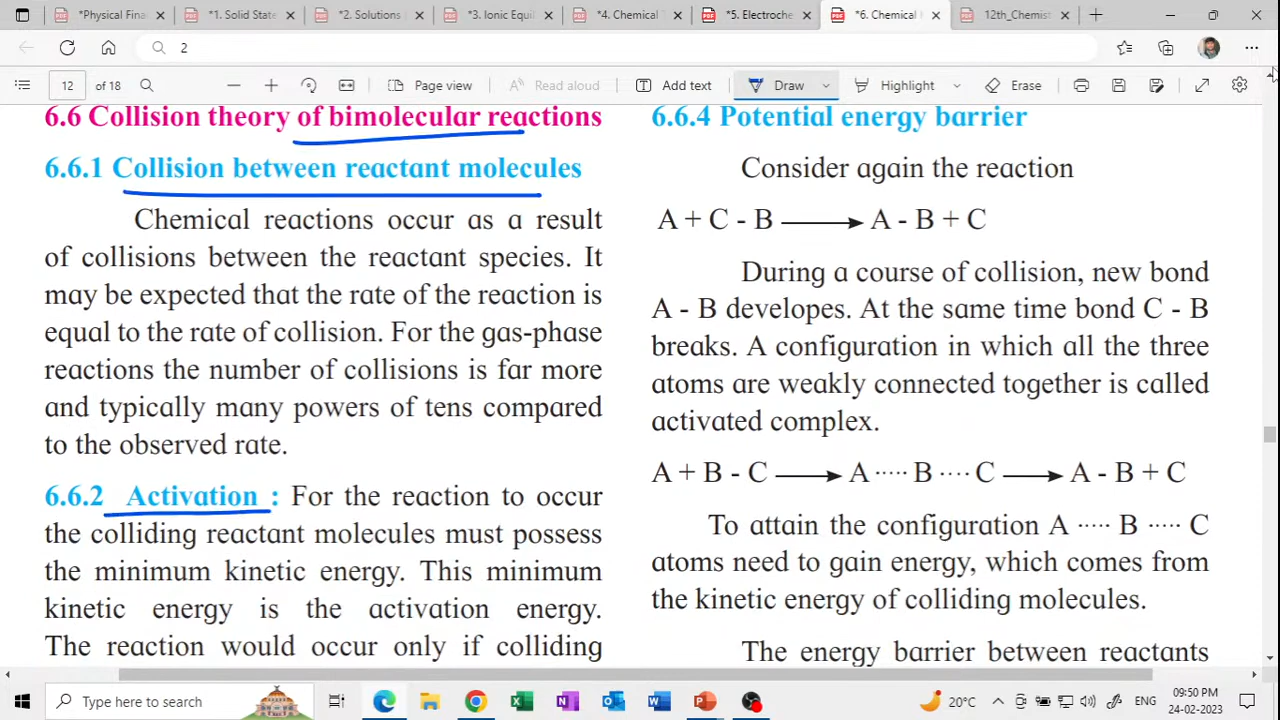 *Physical Finan
*1. Solid State
*2. Solutions
*3. Ionic Equi
*4. Chemical
*5. Electroche
*6. Chemical
12th_Chemist
2
12 of 18
Page view
Read aloud
Add text
Draw
Highlight
Erase
6.6 Collision theory of bimolecular reactions
6.6.1 Collision between reactant molecules
Chemical reactions occur as a result
of collisions between the reactant species. It
may be expected that the rate of the reaction is
equal to the rate of collision. For the gas-phase
reactions the number of collisions is far more
and typically many powers of tens compared
to the observed rate.
6.6.2 Activation : For the reaction to occur
the colliding reactant molecules must possess
the minimum kinetic energy. This minimum
kinetic energy is the activation energy.
The reaction would occur only if colliding
6.6.4 Potential energy barrier
Consider again the reaction
A + C - B ⟶ A - B + C
During a course of collision, new bond
A - B developes. At the same time bond C - B
breaks. A configuration in which all the three
atoms are weakly connected together is called
activated complex.
A + B - C ⟶ A ····· B ···· C ⟶ A - B + C
To attain the configuration A ····· B ····· C
atoms need to gain energy, which comes from
the kinetic energy of colliding molecules.
The energy barrier between reactants
Type here to search
20°C
ENG
09:50 PM
24-02-2023